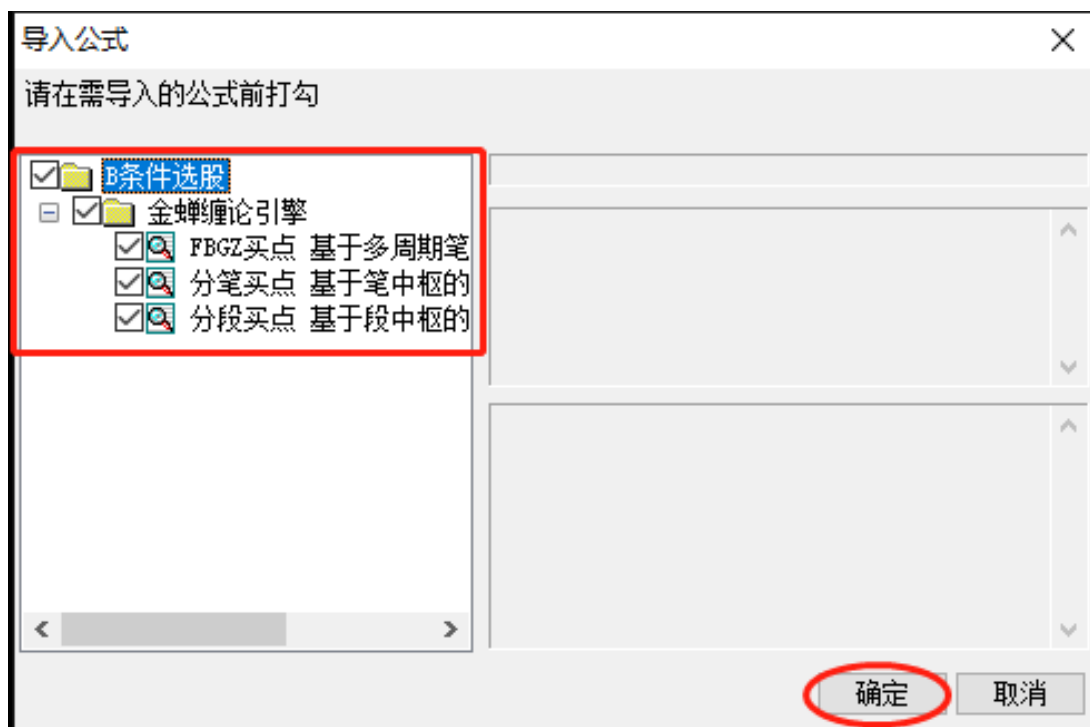 导入公式
请在需导入的公式前打勾
B条件选股
金蝉缠论引擎
FBGZ买点 基于多周期笔
分笔买点 基于笔中枢的
分段买点 基于段中枢的
确定
取消